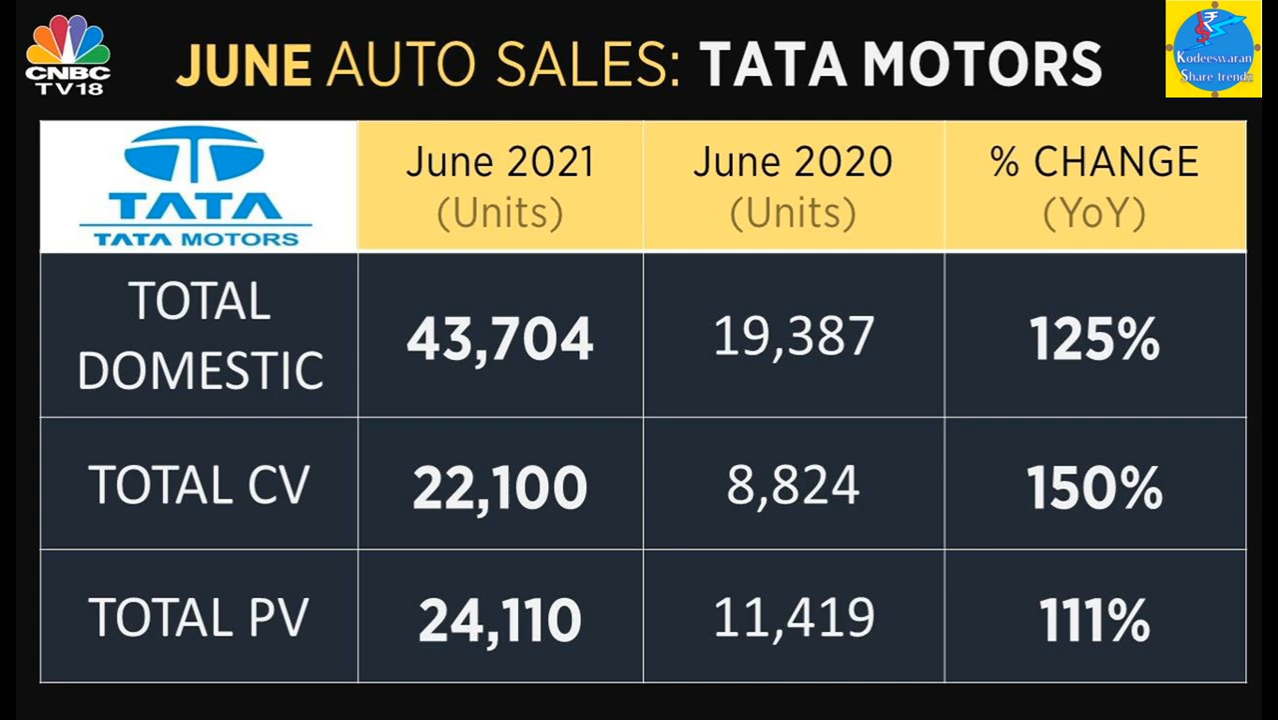 CNBC
TV18
JUNE AUTO SALES: TATA MOTORS
Kodeeswaran
Share trendz
TATA
TATA MOTORS
June 2021
(Units)
June 2020
(Units)
% CHANGE
(YoY)
TOTAL
DOMESTIC
43,704
19,387
125%
TOTAL CV
22,100
8,824
150%
TOTAL PV
24,110
11,419
111%